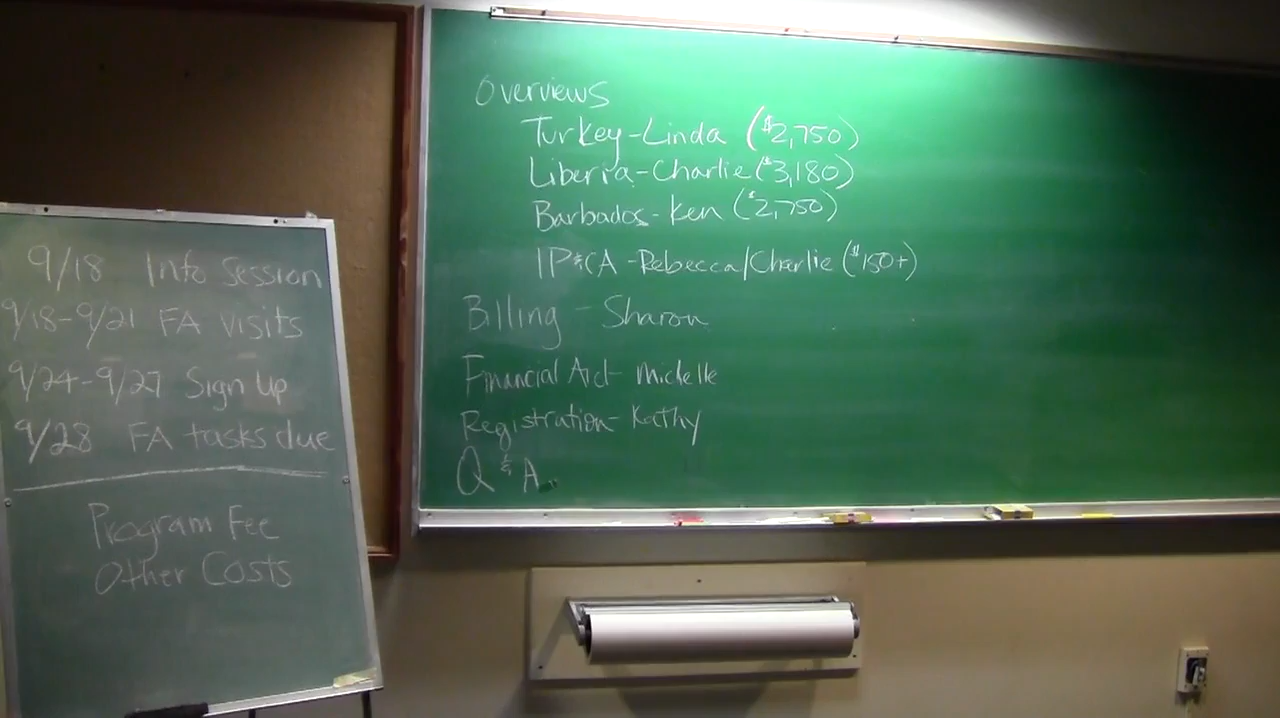 9/18 Info Session
9/18-9/21 FA visits
9/24-9/27 Sign Up
9/28 FA tasks due
Program Fee
Other Costs
Overviews
Turkey-Linda ($2,750)
Liberia-Charlie ($3,180)
Barbados-Ken ($2,750)
IP&CA-Rebecca/Charlie ($150+)
Billing - Sharon
Financial Aid- Michelle
Registration-Kathy
Q & A